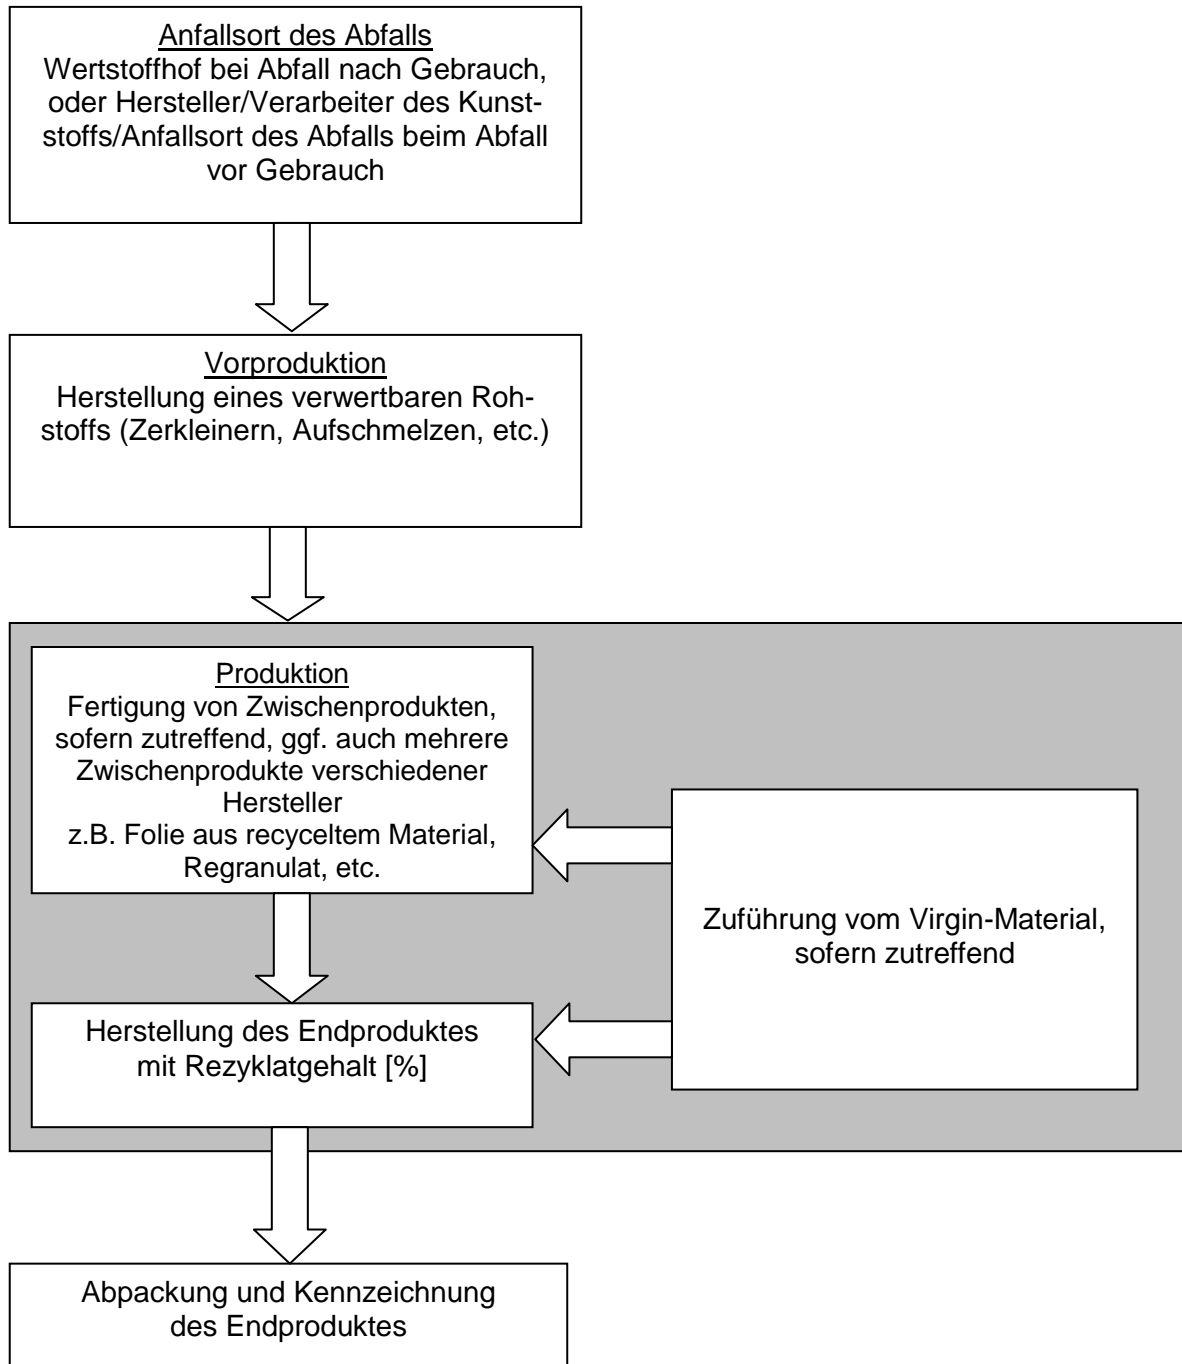 Anfallsort des Abfalls
Wertstoffhof bei Abfall nach Gebrauch,
oder Hersteller/Verarbeiter des Kunst-
stoffs/Anfallsort des Abfalls beim Abfall
vor Gebrauch
Vorproduktion
Herstellung eines verwertbaren Roh-
stoffs (Zerkleinern, Aufschmelzen, etc.)
Produktion
Fertigung von Zwischenprodukten,
sofern zutreffend, ggf. auch mehrere
Zwischenprodukte verschiedener
Hersteller
z.B. Folie aus recyceltem Material,
Regranulat, etc.
Zuführung vom Virgin-Material,
sofern zutreffend
Herstellung des Endproduktes
mit Rezyklatgehalt [%]
Abpackung und Kennzeichnung
des Endproduktes